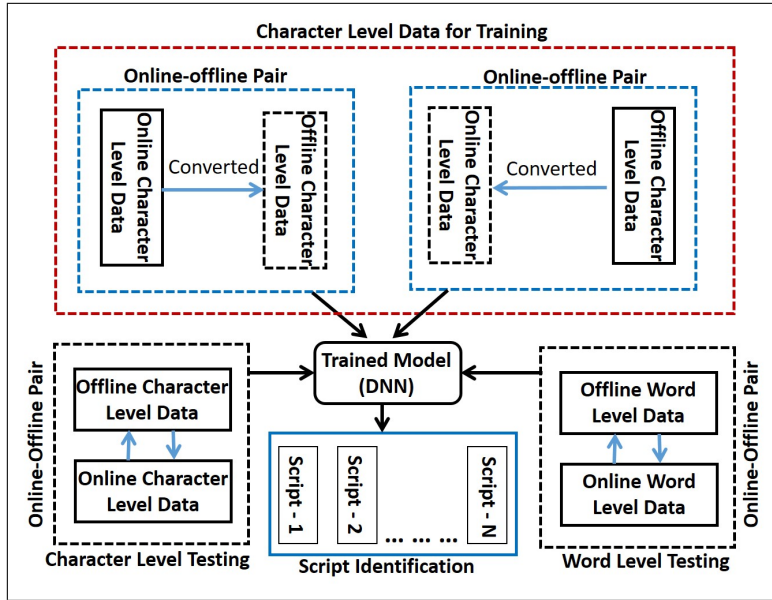 Character Level Data for Training
Online-offline Pair
Online-offline Pair
Online Character
Level Data
Converted
Offline Character
Level Data
Online Character
Level Data
Converted
Offline Character
Level Data
Trained Model
(DNN)
Online-Offline Pair
Offline Character
Level Data
Online Character
Level Data
Character Level Testing
Script - 1
Script - 2
... ... ...
Script - N
Script Identification
Offline Word
Level Data
Online Word
Level Data
Word Level Testing
Online-Offline Pair